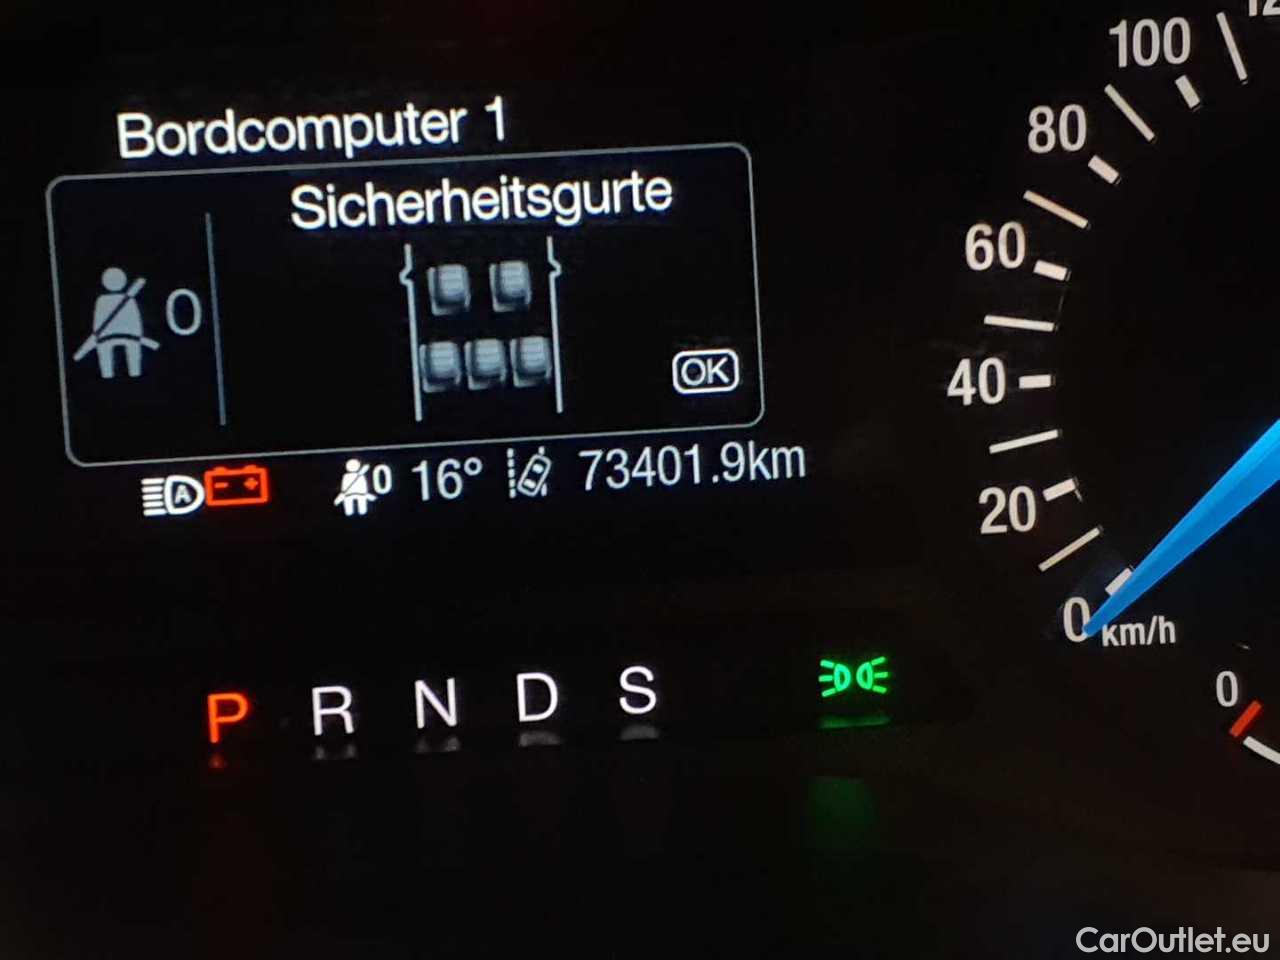 Bordcomputer 1
Sicherheitsgurte
0
OK
A 0 16° 73401.9km
P R N D S
100
80
60
40
20
0 km/h
0
CarOutlet.eu